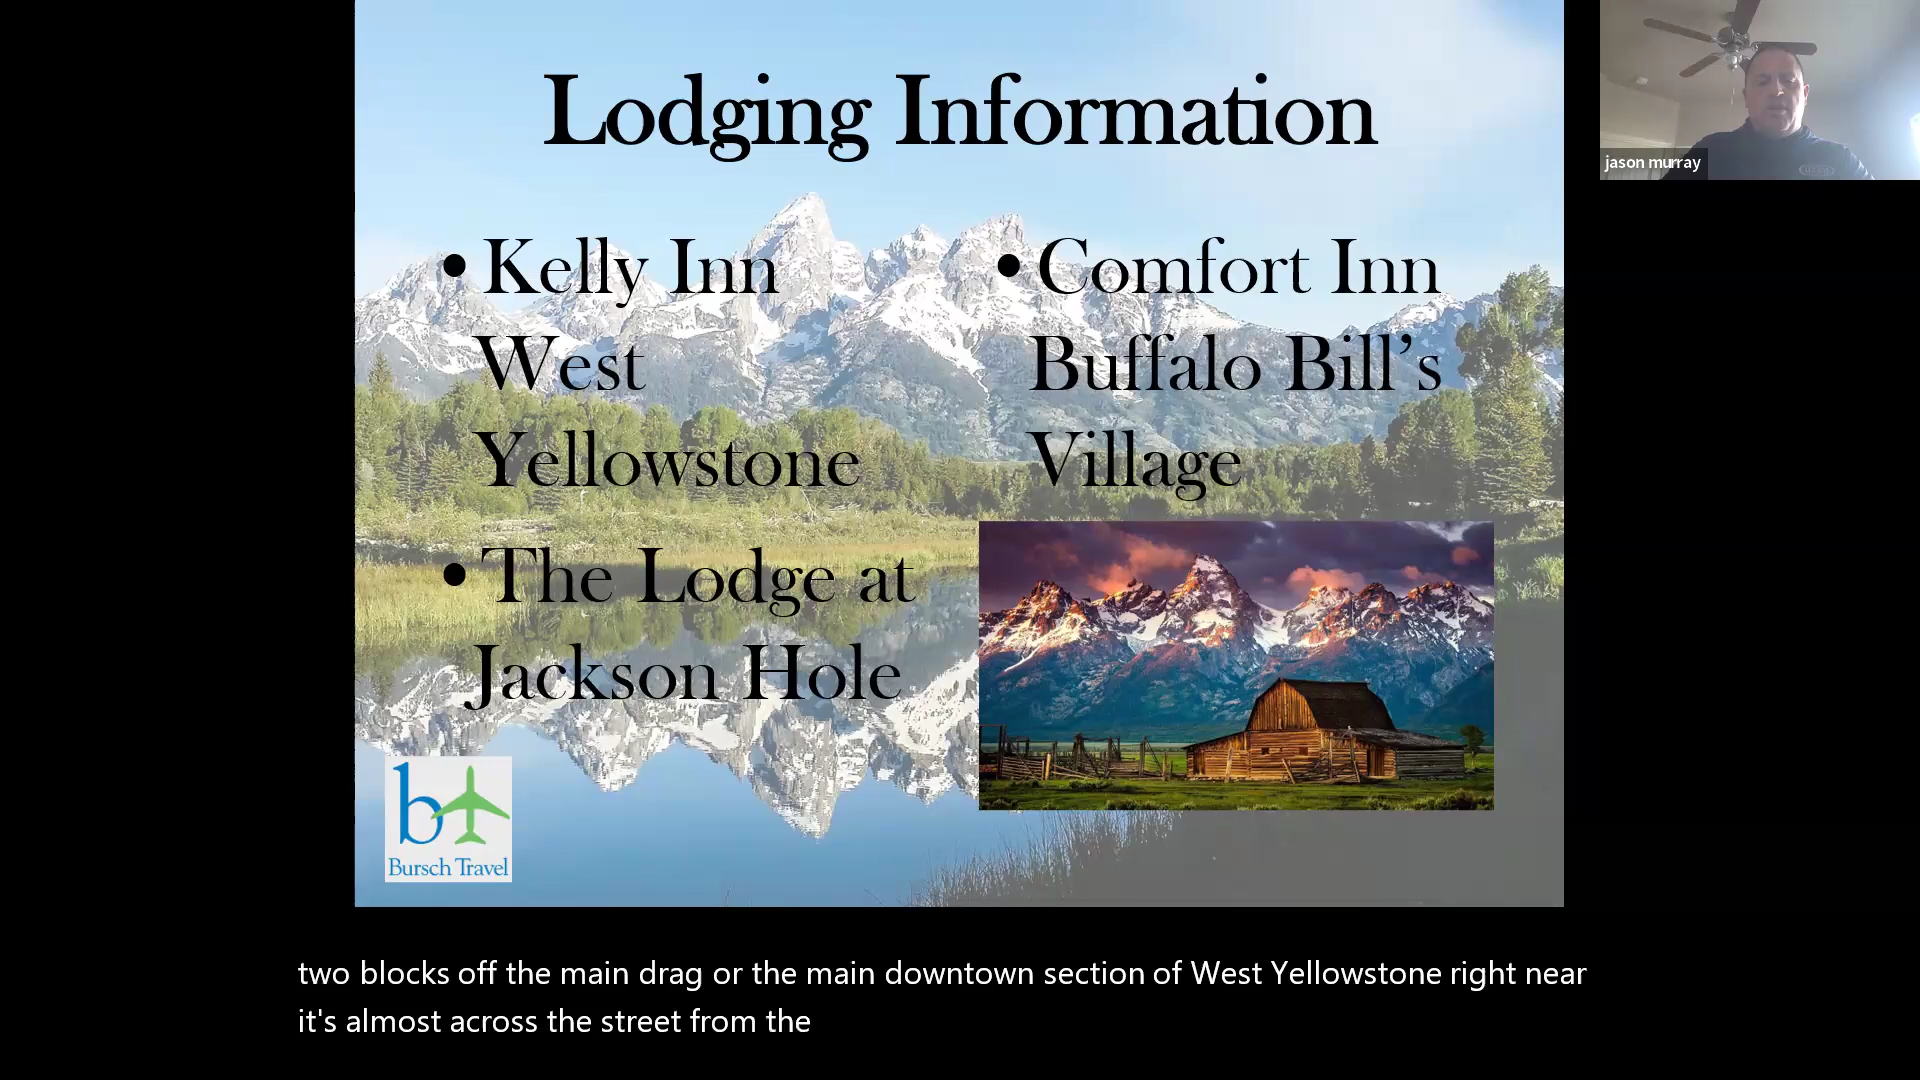 Lodging Information
• Kelly Inn
West
Yellowstone
• The Lodge at
Jackson Hole
• Comfort Inn
Buffalo Bill’s
Village
b
Bursch Travel
jason murray
two blocks off the main drag or the main downtown section of West Yellowstone right near
it's almost across the street from the